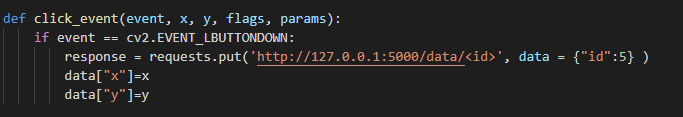 def click_event(event, x, y, flags, params):
    if event == cv2.EVENT_LBUTTONDOWN:
        response = requests.put('http://127.0.0.1:5000/data/<id>', data = {"id":5} )
        data["x"]=x
        data["y"]=y